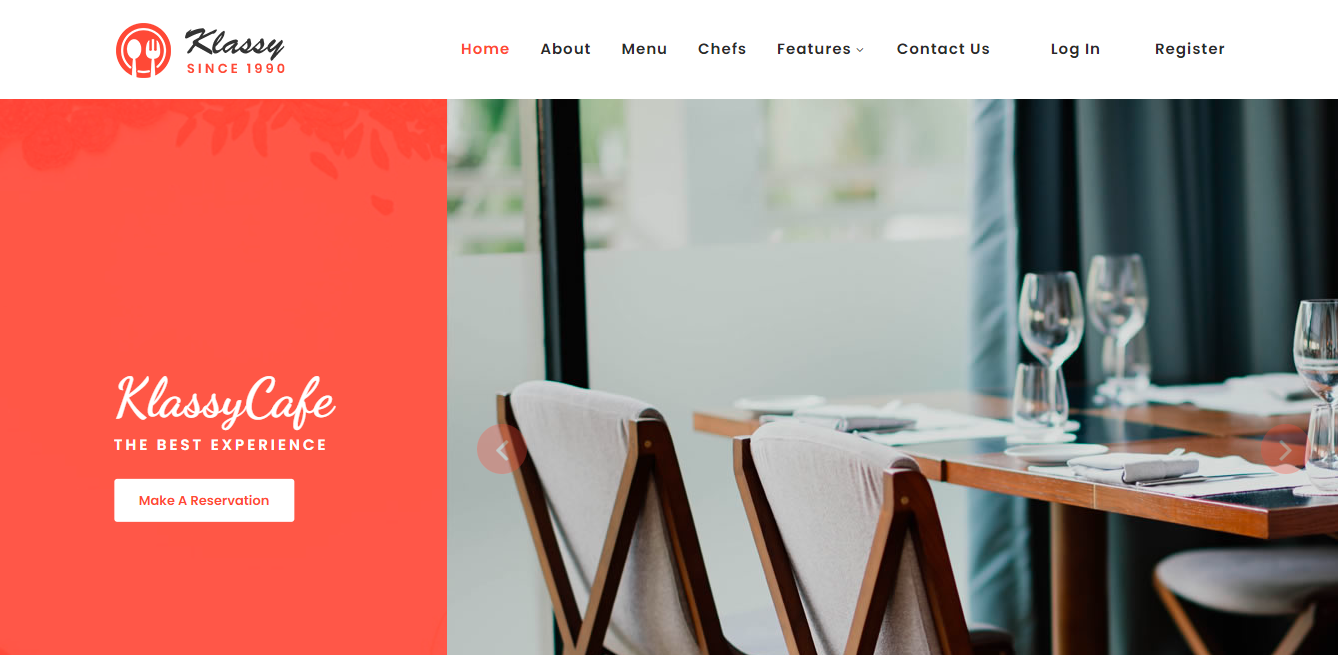 Klassy
SINCE 1990
Home About Menu Chefs Features Contact Us Log In Register
KlassyCafe
THE BEST EXPERIENCE
Make A Reservation